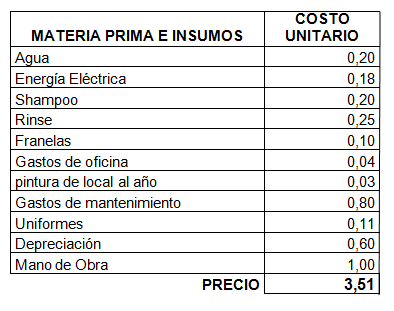 MATERIA PRIMA E INSUMOS COSTO UNITARIO
Agua 0,20
Energía Eléctrica 0,18
Shampoo 0,20
Rinse 0,25
Franelas 0,10
Gastos de oficina 0,04
pintura de local al año 0,03
Gastos de mantenimiento 0,80
Uniformes 0,11
Depreciación 0,60
Mano de Obra 1,00
PRECIO 3,51